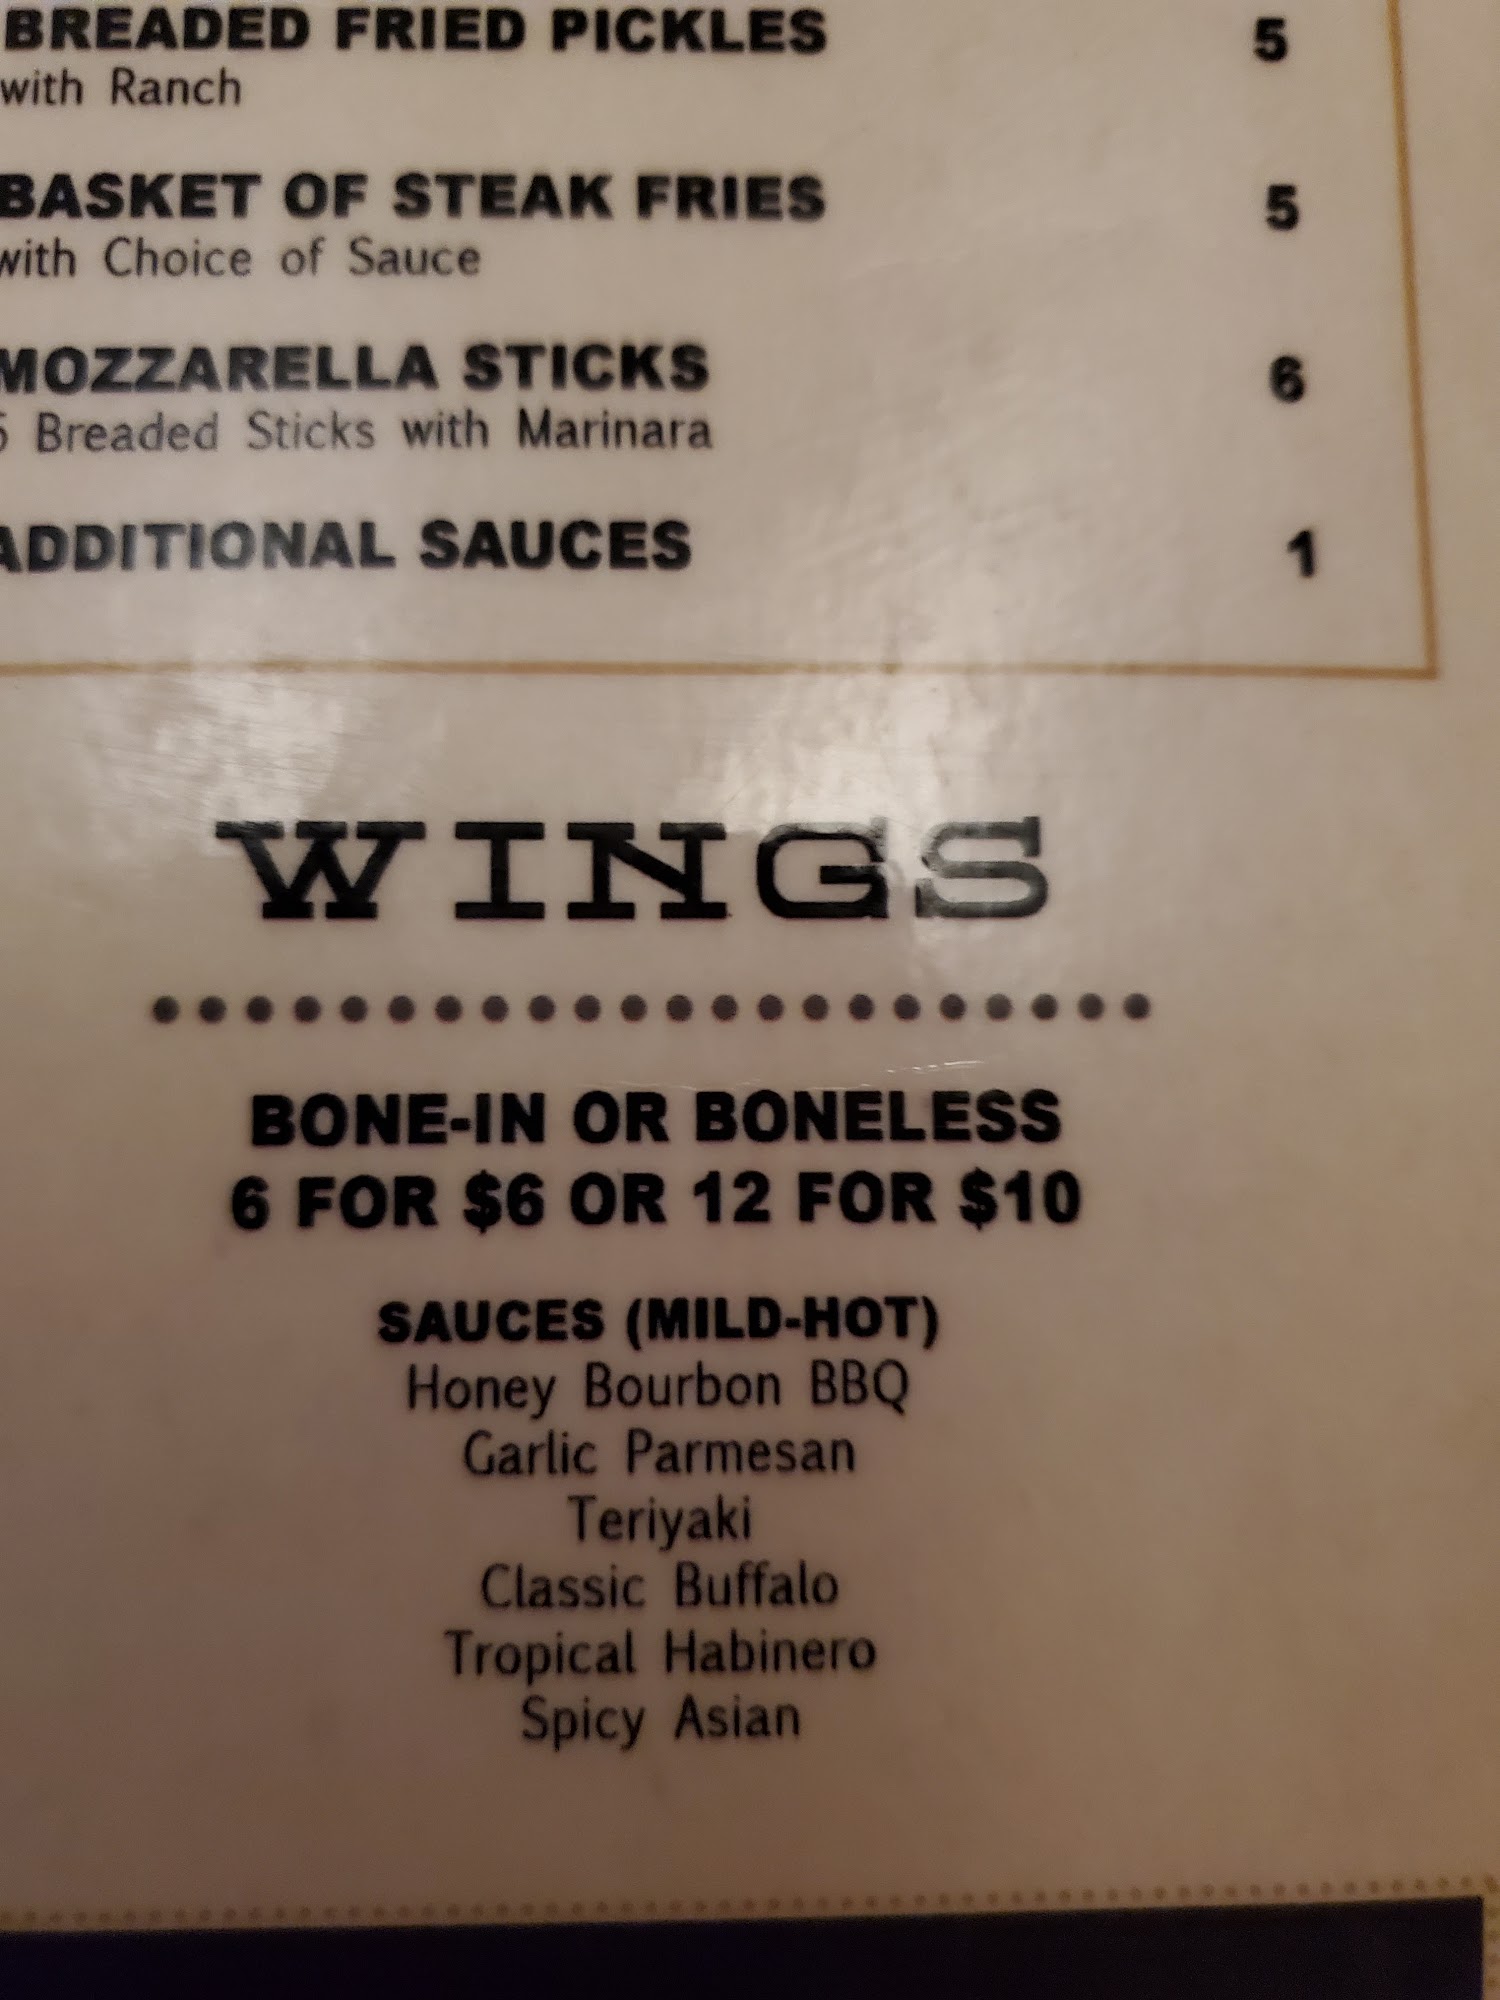 BREADED FRIED PICKLES 5
with Ranch
BASKET OF STEAK FRIES 5
with Choice of Sauce
MOZZARELLA STICKS 6
5 Breaded Sticks with Marinara
ADDITIONAL SAUCES 1
WINGS
BONE-IN OR BONELESS
6 FOR $6 OR 12 FOR $10
SAUCES (MILD-HOT)
Honey Bourbon BBQ
Garlic Parmesan
Teriyaki
Classic Buffalo
Tropical Habinero
Spicy Asian